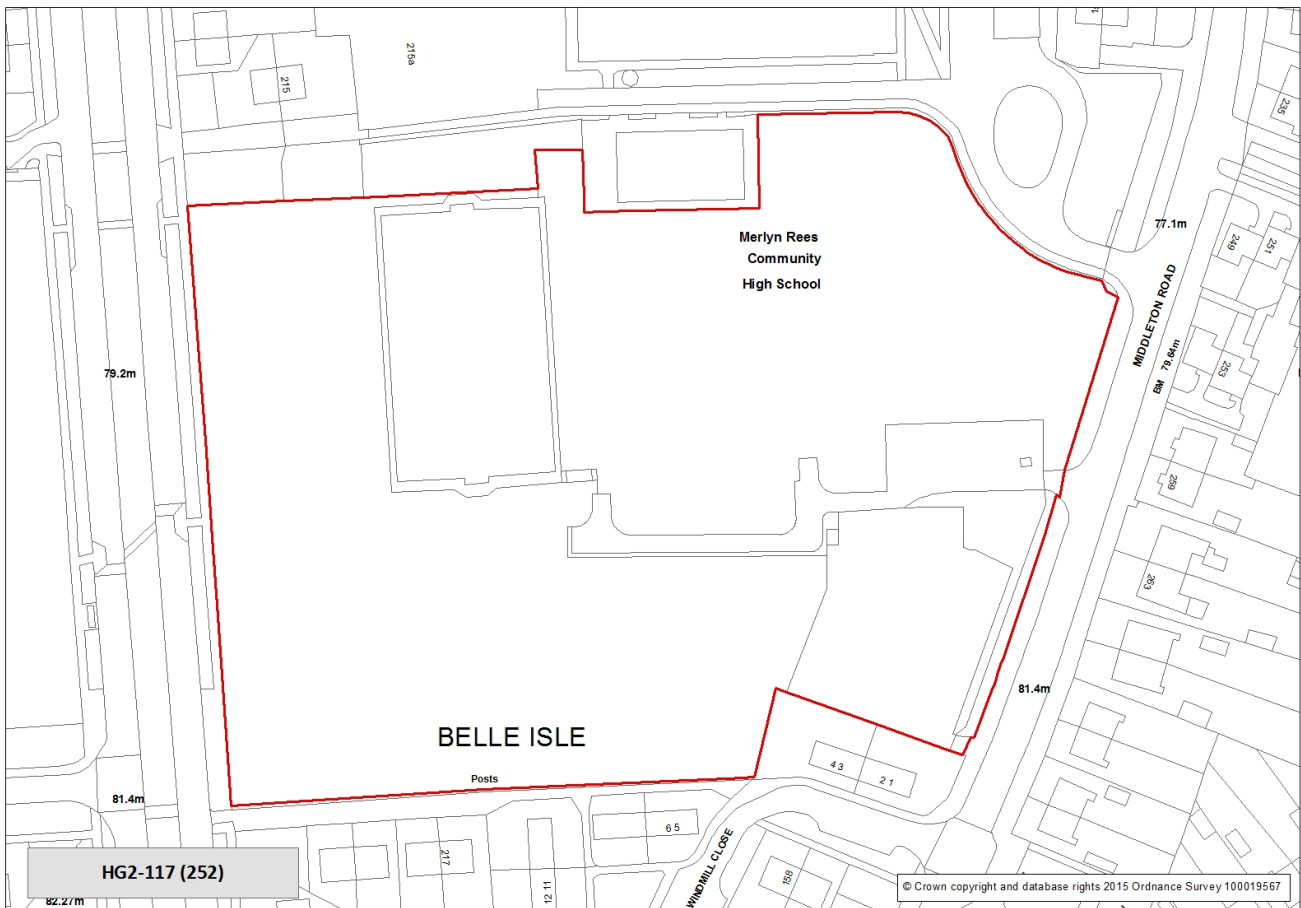 215a
215
235
Merlyn Rees
Community
High School
77.1m
249
251
MIDDLETON ROAD
BM 79.64m
253
79.2m
259
263
81.4m
BELLE ISLE
Posts
4 3
2 1
81.4m
6 5
217
12 11
WINDMILL CLOSE
158
HG2-117 (252)
82.27m
© Crown copyright and database rights 2015 Ordnance Survey 100019567